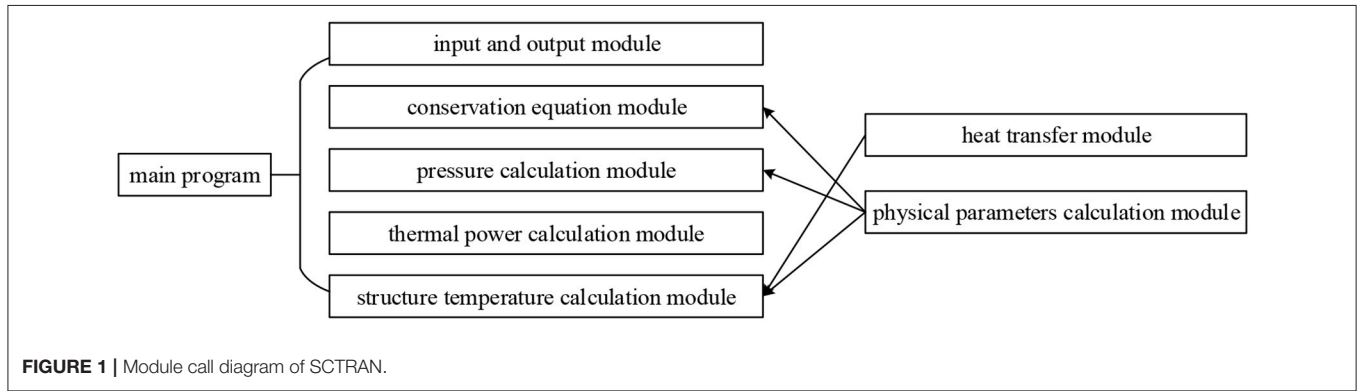 main program
input and output module
conservation equation module
pressure calculation module
thermal power calculation module
structure temperature calculation module
heat transfer module
physical parameters calculation module
FIGURE 1 | Module call diagram of SCTRAN.